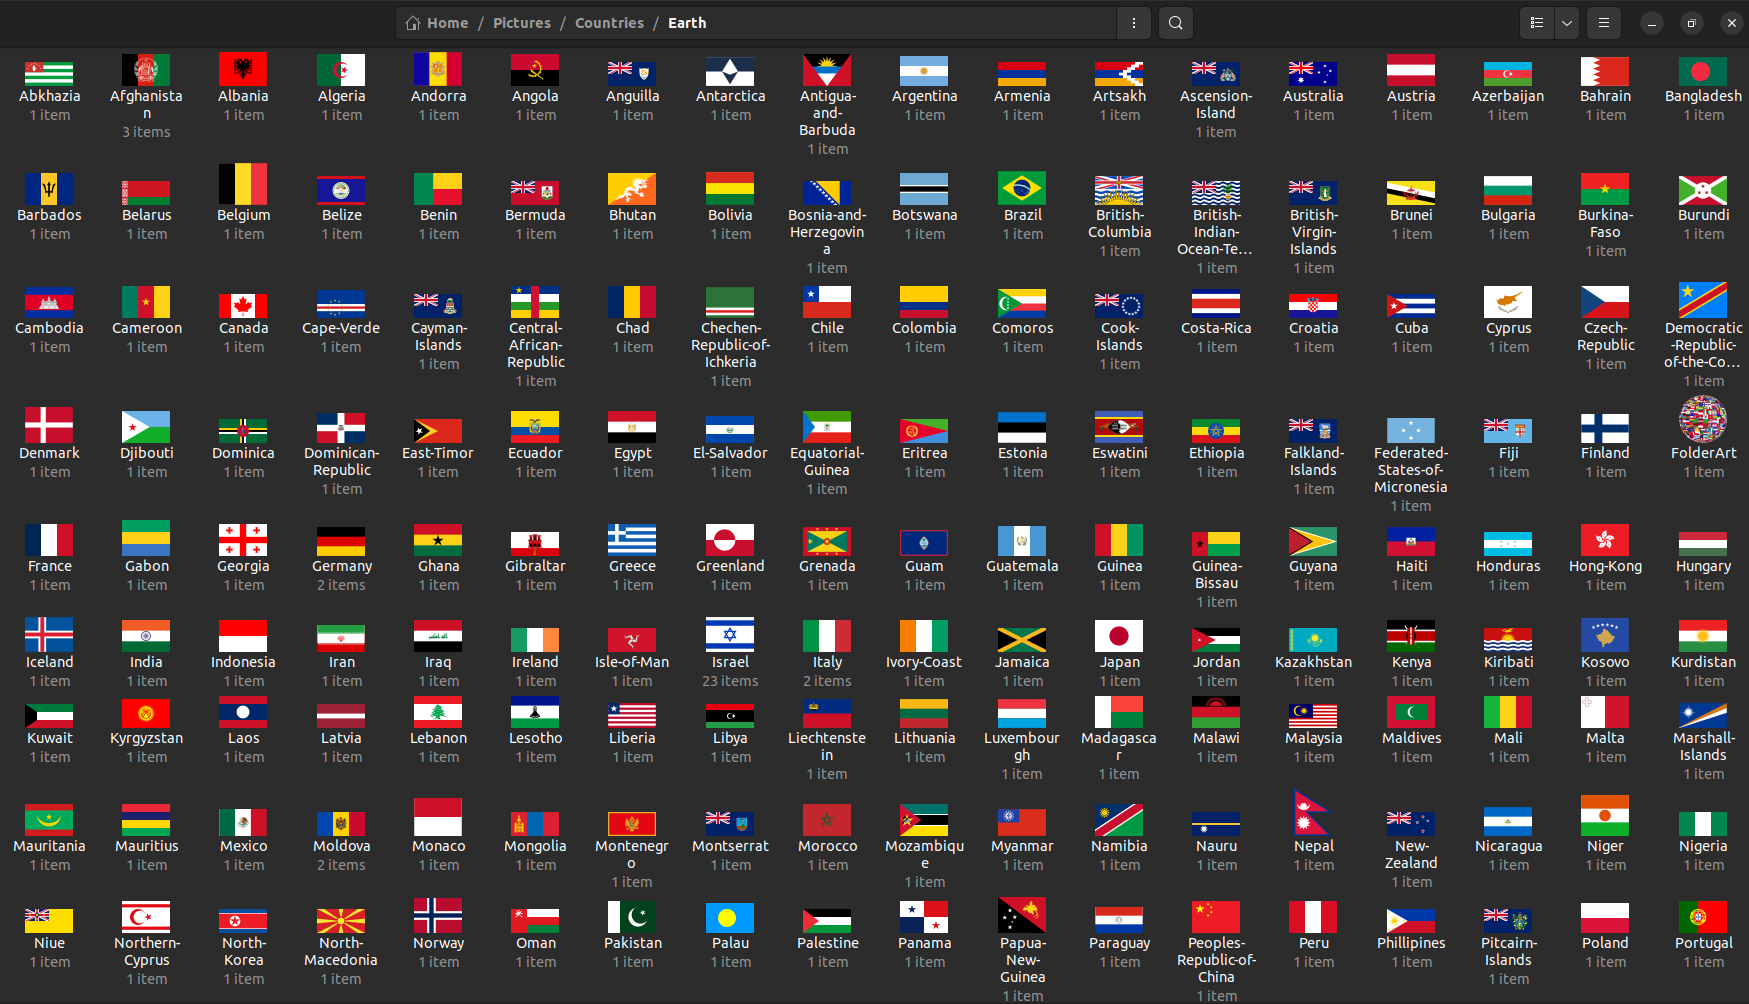 Home / Pictures / Countries / Earth
Abkhazia
1 item
Afghanista
n
3 items
Albania
1 item
Algeria
1 item
Andorra
1 item
Angola
1 item
Anguilla
1 item
Antarctica
1 item
Antigua-
and-
Barbuda
1 item
Argentina
1 item
Armenia
1 item
Artsakh
1 item
Ascension-
Island
1 item
Australia
1 item
Austria
1 item
Azerbaijan
1 item
Bahrain
1 item
Bangladesh
1 item
Barbados
1 item
Belarus
1 item
Belgium
1 item
Belize
1 item
Benin
1 item
Bermuda
1 item
Bhutan
1 item
Bolivia
1 item
Bosnia-and-
Herzegovin
a
1 item
Botswana
1 item
Brazil
1 item
British-
Columbia
1 item
British-
Indian-
Ocean-Te...
1 item
British-
Virgin-
Islands
1 item
Brunei
1 item
Bulgaria
1 item
Burkina-
Faso
1 item
Burundi
1 item
Cambodia
1 item
Cameroon
1 item
Canada
1 item
Cape-Verde
1 item
Cayman-
Islands
1 item
Central-
African-
Republic
1 item
Chad
1 item
Chechen-
Republic-of-
Ichkeria
1 item
Chile
1 item
Colombia
1 item
Comoros
1 item
Cook-
Islands
1 item
Costa-Rica
1 item
Croatia
1 item
Cuba
1 item
Cyprus
1 item
Czech-
Republic
1 item
Democratic
-Republic-
of-the-Co...
1 item
Denmark
1 item
Djibouti
1 item
Dominica
1 item
Dominican-
Republic
1 item
East-Timor
1 item
Ecuador
1 item
Egypt
1 item
El-Salvador
1 item
Equatorial-
Guinea
1 item
Eritrea
1 item
Estonia
1 item
Eswatini
1 item
Ethiopia
1 item
Falkland-
Islands
1 item
Federated-
States-of-
Micronesia
1 item
Fiji
1 item
Finland
1 item
FolderArt
1 item
France
1 item
Gabon
1 item
Georgia
1 item
Germany
2 items
Ghana
1 item
Gibraltar
1 item
Greece
1 item
Greenland
1 item
Grenada
1 item
Guam
1 item
Guatemala
1 item
Guinea
1 item
Guinea-
Bissau
1 item
Guyana
1 item
Haiti
1 item
Honduras
1 item
Hong-Kong
1 item
Hungary
1 item
Iceland
1 item
India
1 item
Indonesia
1 item
Iran
1 item
Iraq
1 item
Ireland
1 item
Isle-of-Man
1 item
Israel
23 items
Italy
2 items
Ivory-Coast
1 item
Jamaica
1 item
Japan
1 item
Jordan
1 item
Kazakhstan
1 item
Kenya
1 item
Kiribati
1 item
Kosovo
1 item
Kurdistan
1 item
Kuwait
1 item
Kyrgyzstan
1 item
Laos
1 item
Latvia
1 item
Lebanon
1 item
Lesotho
1 item
Liberia
1 item
Libya
1 item
Liechtenste
in
1 item
Lithuania
1 item
Luxembour
gh
1 item
Madagasca
r
1 item
Malawi
1 item
Malaysia
1 item
Maldives
1 item
Mali
1 item
Malta
1 item
Marshall-
Islands
1 item
Mauritania
1 item
Mauritius
1 item
Mexico
1 item
Moldova
2 items
Monaco
1 item
Mongolia
1 item
Montenegr
o
1 item
Montserrat
1 item
Morocco
1 item
Mozambiqu
e
1 item
Myanmar
1 item
Namibia
1 item
Nauru
1 item
Nepal
1 item
New-
Zealand
1 item
Nicaragua
1 item
Niger
1 item
Nigeria
1 item
Niue
1 item
Northern-
Cyprus
1 item
North-
Korea
1 item
North-
Macedonia
1 item
Norway
1 item
Oman
1 item
Pakistan
1 item
Palau
1 item
Palestine
1 item
Panama
1 item
Papua-
New-
Guinea
1 item
Paraguay
1 item
Peoples-
Republic-of-
China
1 item
Peru
1 item
Phillipines
1 item
Pitcairn-
Islands
1 item
Poland
1 item
Portugal
1 item